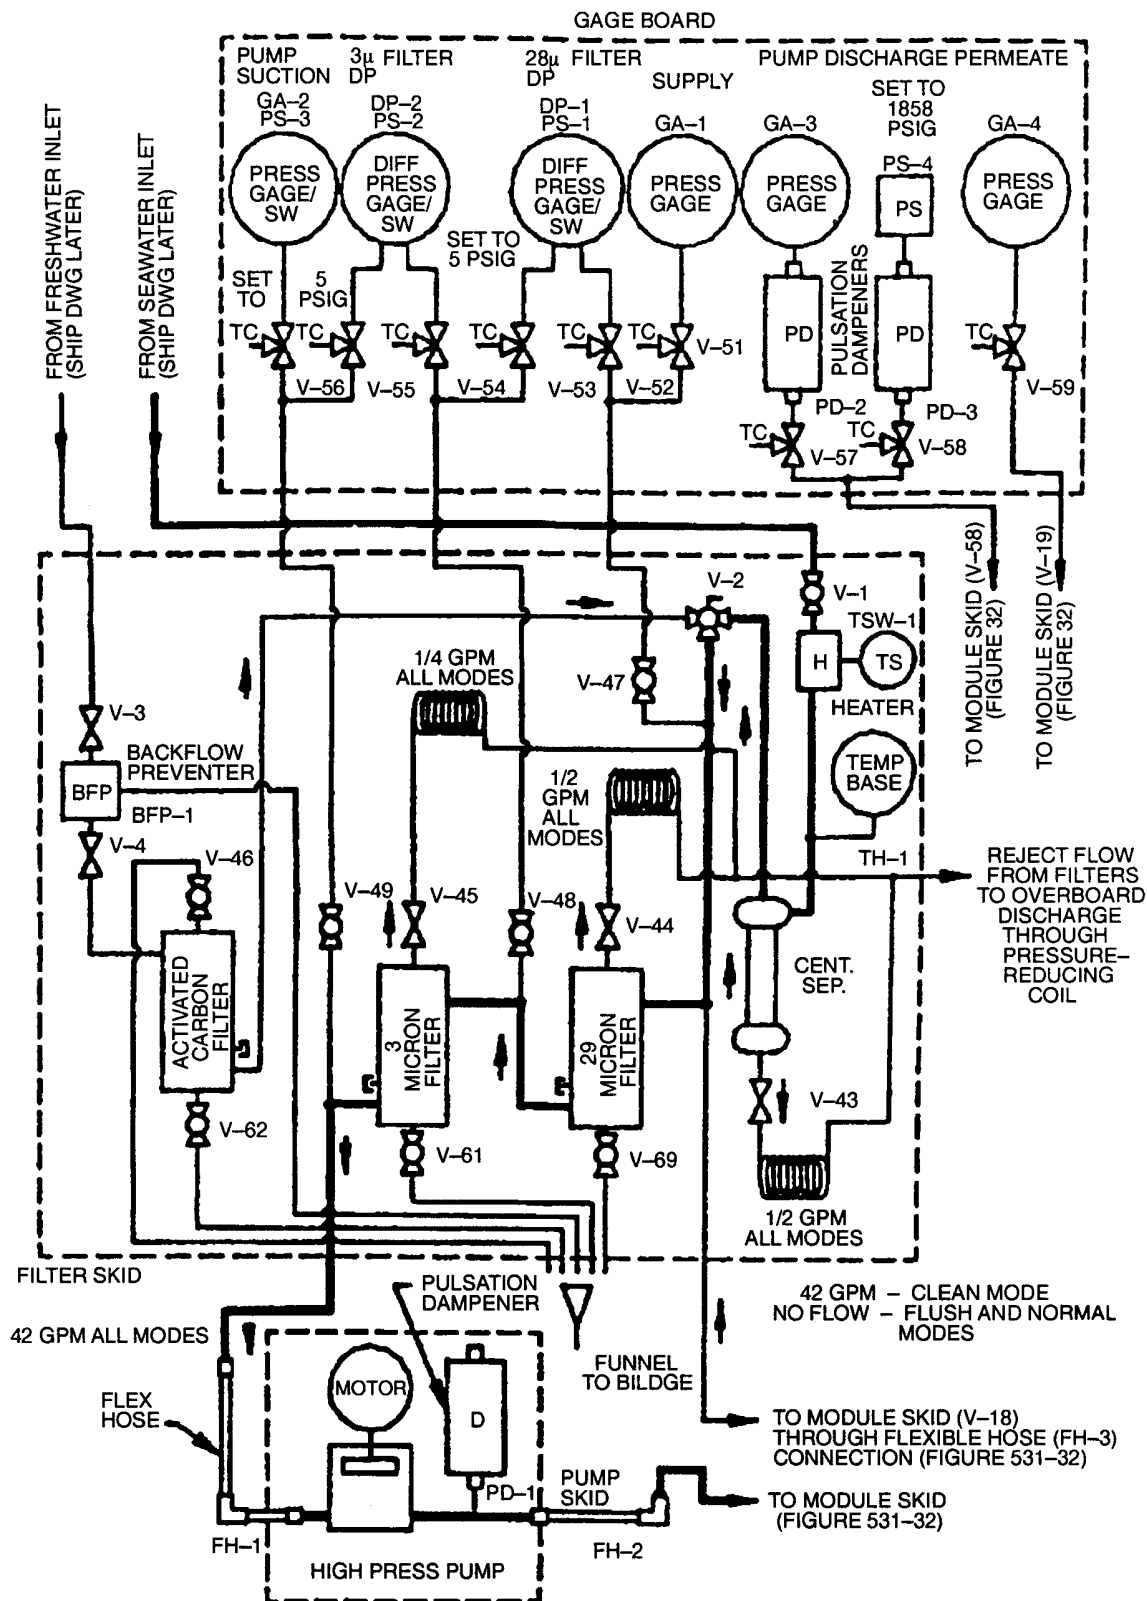 GAGE BOARD
PUMP
SUCTION
GA-2
PS-3
3μ FILTER
DP
DP-2
PS-2
28μ FILTER
DP
DP-1
PS-1
SUPPLY
GA-1
PUMP DISCHARGE PERMEATE
GA-3
SET TO
1858
PSIG
PS-4
GA-4
PRESS
GAGE/
SW
DIFF
PRESS
GAGE/
SW
DIFF
PRESS
GAGE/
SW
PRESS
GAGE
PRESS
GAGE
PS
PRESS
GAGE
SET TO
5 PSIG
SET
TO
5
PSIG
PD
PULSATION
DAMPENERS
PD
TC
TC
TC
TC
TC
TC
TC
V-51
V-56
V-55
V-54
V-53
V-52
V-59
PD-2
PD-3
TC
V-57
TC
V-58
FROM FRESHWATER INLET
(SHIP DWG LATER)
FROM SEAWATER INLET
(SHIP DWG LATER)
TO MODULE SKID (V-58)
(FIGURE 32)
TO MODULE SKID (V-19)
(FIGURE 32)
V-2
V-1
TSW-1
H
TS
HEATER
1/4 GPM
ALL MODES
V-47
V-3
BACKFLOW
PREVENTER
BFP
BFP-1
V-4
TEMP
BASE
1/2
GPM
ALL
MODES
V-46
V-49
V-45
V-48
V-44
TH-1
REJECT FLOW
FROM FILTERS
TO OVERBOARD
DISCHARGE
THROUGH
PRESSURE-
REDUCING
COIL
ACTIVATED
CARBON
FILTER
3
MICRON
FILTER
29
MICRON
FILTER
CENT.
SEP.
V-43
V-62
V-61
V-69
1/2 GPM
ALL MODES
FILTER SKID
PULSATION
DAMPENER
42 GPM - CLEAN MODE
NO FLOW - FLUSH AND NORMAL
MODES
42 GPM ALL MODES
FUNNEL
TO BILDGE
MOTOR
D
FLEX
HOSE
TO MODULE SKID (V-18)
THROUGH FLEXIBLE HOSE (FH-3)
CONNECTION (FIGURE 531-32)
PD-1
PUMP
SKID
TO MODULE SKID
(FIGURE 531-32)
FH-1
FH-2
HIGH PRESS PUMP